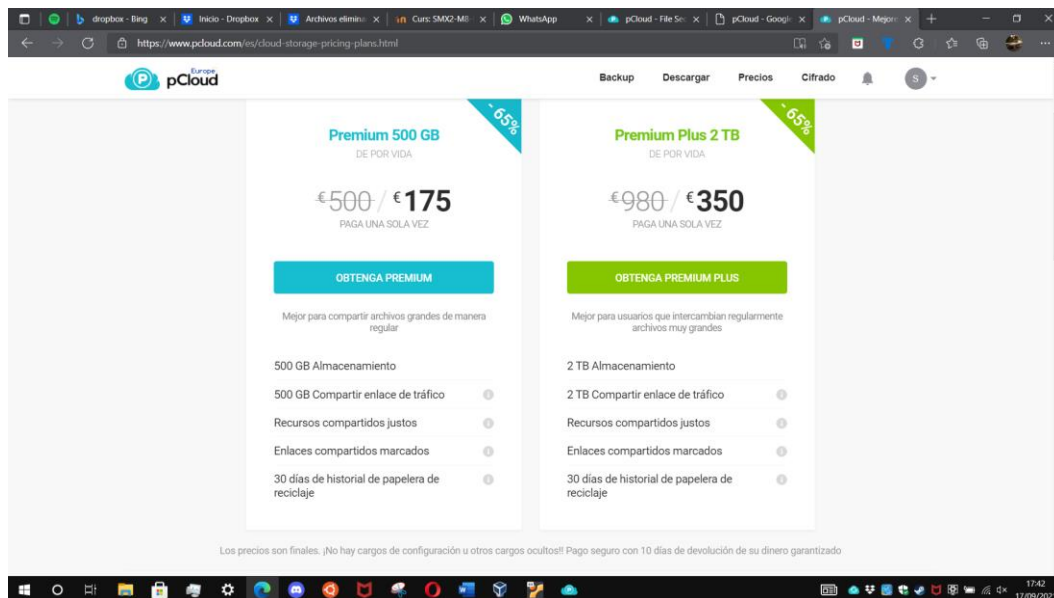 dropbox - Bing
Inicio - Dropbox
Archivos elimina
Curs: SMX2-M8-
WhatsApp
pCloud - File Sec
pCloud - Google
pCloud - Mejore
https://www.pcloud.com/es/cloud-storage-pricing-plans.html
Europe
pCloud
Backup Descargar Precios Cifrado
S
- 65%
Premium 500 GB
DE POR VIDA
€500 / €175
PAGA UNA SOLA VEZ
OBTENGA PREMIUM
Mejor para compartir archivos grandes de manera
regular
500 GB Almacenamiento
500 GB Compartir enlace de tráfico
Recursos compartidos justos
Enlaces compartidos marcados
30 días de historial de papelera de
reciclaje
- 65%
Premium Plus 2 TB
DE POR VIDA
€980 / €350
PAGA UNA SOLA VEZ
OBTENGA PREMIUM PLUS
Mejor para usuarios que intercambian regularmente
archivos muy grandes
2 TB Almacenamiento
2 TB Compartir enlace de tráfico
Recursos compartidos justos
Enlaces compartidos marcados
30 días de historial de papelera de
reciclaje
Los precios son finales. ¡No hay cargos de configuración u otros cargos ocultos!! Pago seguro con 10 días de devolución de su dinero garantizado
17:42